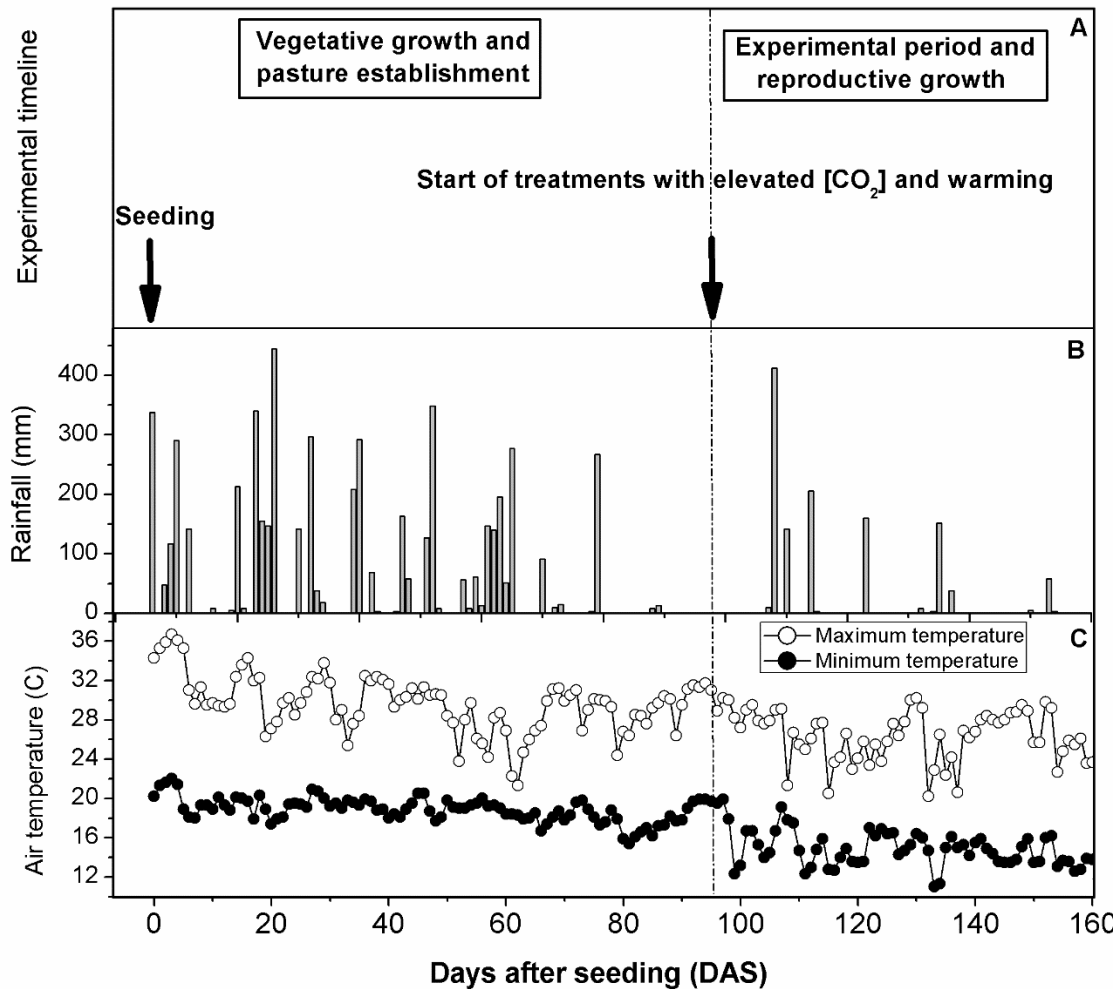 A
Vegetative growth and
pasture establishment
Experimental period and
reproductive growth
Experimental timeline
Start of treatments with elevated [CO₂] and warming
Seeding
B
Rainfall (mm)
400
300
200
100
0
C
Maximum temperature
Minimum temperature
Air temperature (C)
36
32
28
24
20
16
12
0 20 40 60 80 100 120 140 160
Days after seeding (DAS)